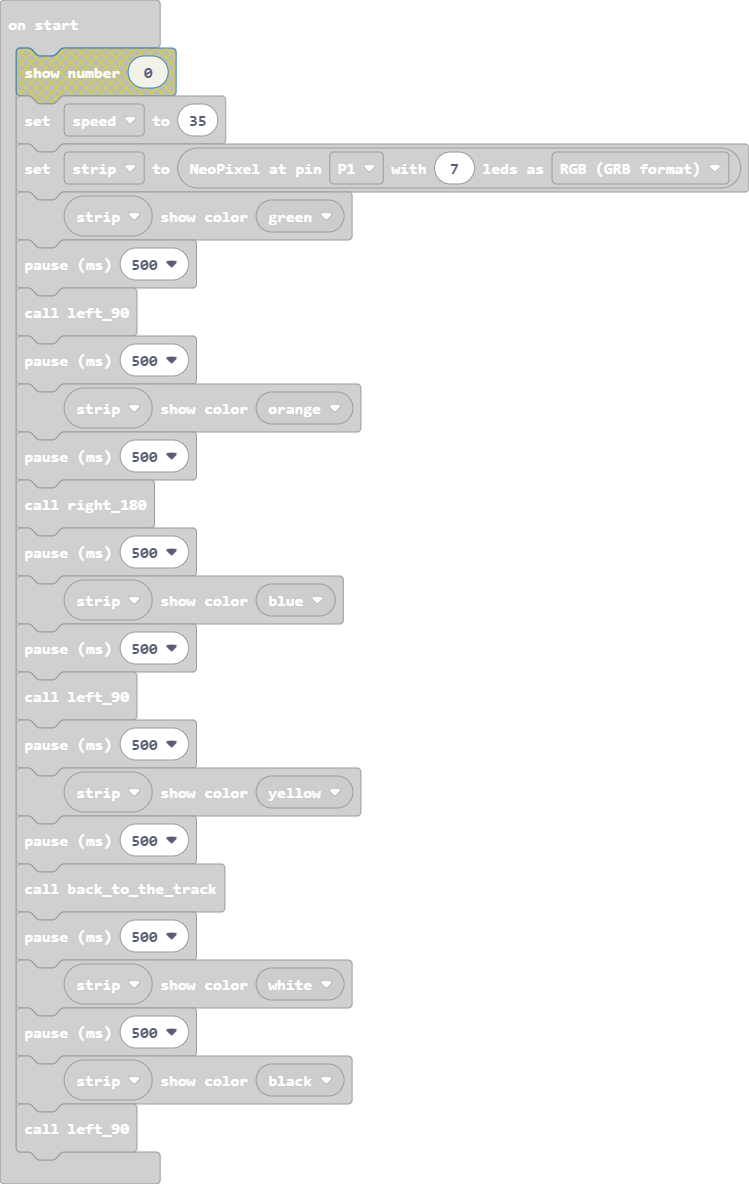 on start
show number 0
set speed to 35
set strip to NeoPixel at pin P1 with 7 leds as RGB (GRB format)
strip show color green
pause (ms) 500
call left_90
pause (ms) 500
strip show color orange
pause (ms) 500
call right_180
pause (ms) 500
strip show color blue
pause (ms) 500
call left_90
pause (ms) 500
strip show color yellow
pause (ms) 500
call back_to_the_track
pause (ms) 500
strip show color white
pause (ms) 500
strip show color black
call left_90